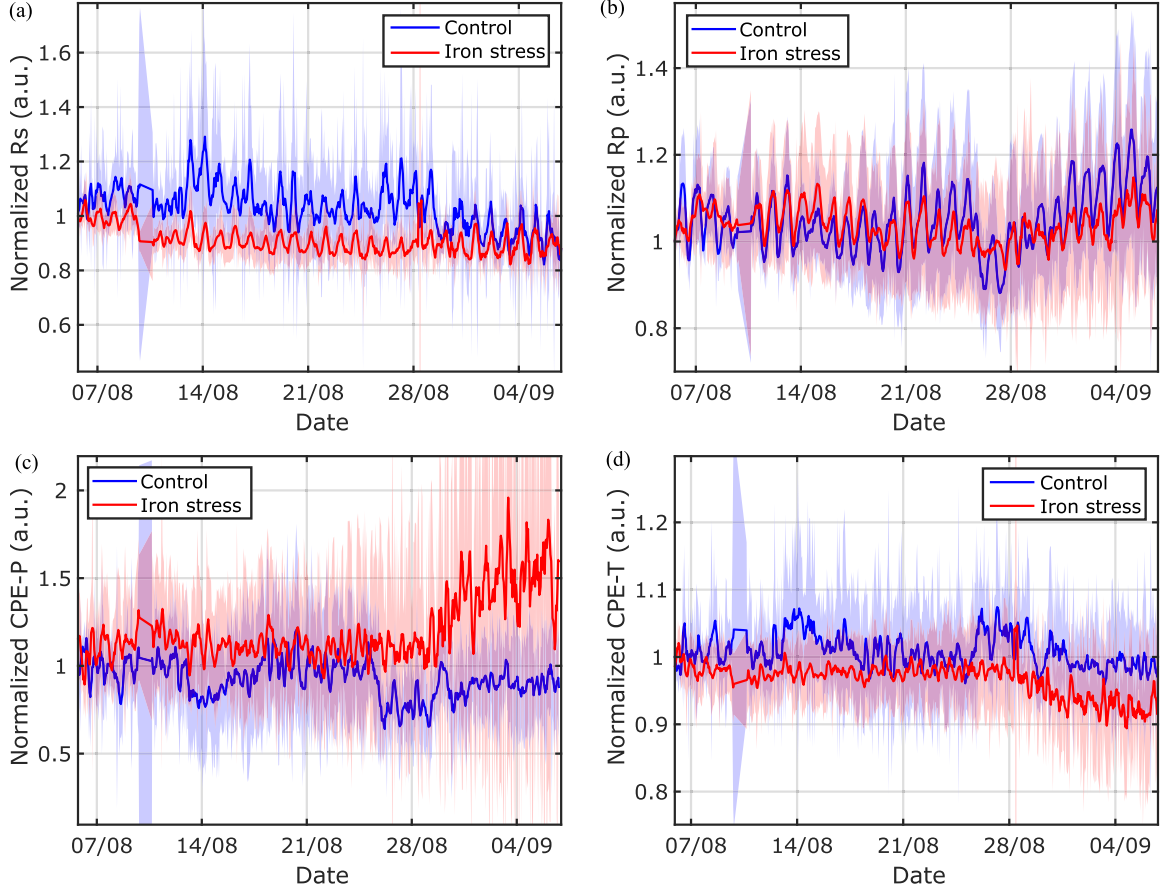 (a)
Control
Iron stress
Normalized Rs (a.u.)
1.6
1.4
1.2
1
0.8
0.6
07/08 14/08 21/08 28/08 04/09
Date
(b)
Control
Iron stress
Normalized Rp (a.u.)
1.4
1.2
1
0.8
07/08 14/08 21/08 28/08 04/09
Date
(c)
Control
Iron stress
Normalized CPE-P (a.u.)
2
1.5
1
0.5
07/08 14/08 21/08 28/08 04/09
Date
(d)
Control
Iron stress
Normalized CPE-T (a.u.)
1.2
1.1
1
0.9
0.8
07/08 14/08 21/08 28/08 04/09
Date